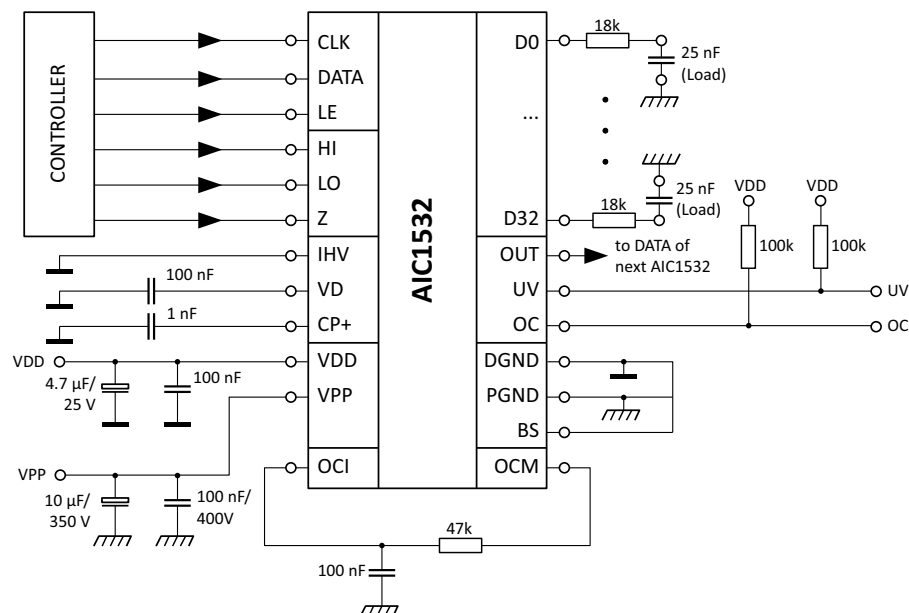 CONTROLLER
CLK
DATA
LE
HI
LO
Z
IHV
VD
CP+
VDD
VPP
OCI
AIC1532
D0
...
D32
OUT
UV
OC
DGND
PGND
BS
OCM
18k
25 nF
(Load)
25 nF
(Load)
18k
to DATA of
next AIC1532
VDD
VDD
100k
100k
UV
OC
100 nF
1 nF
VDD
4.7 µF/
25 V
100 nF
VPP
10 µF/
350 V
100 nF/
400V
47k
100 nF